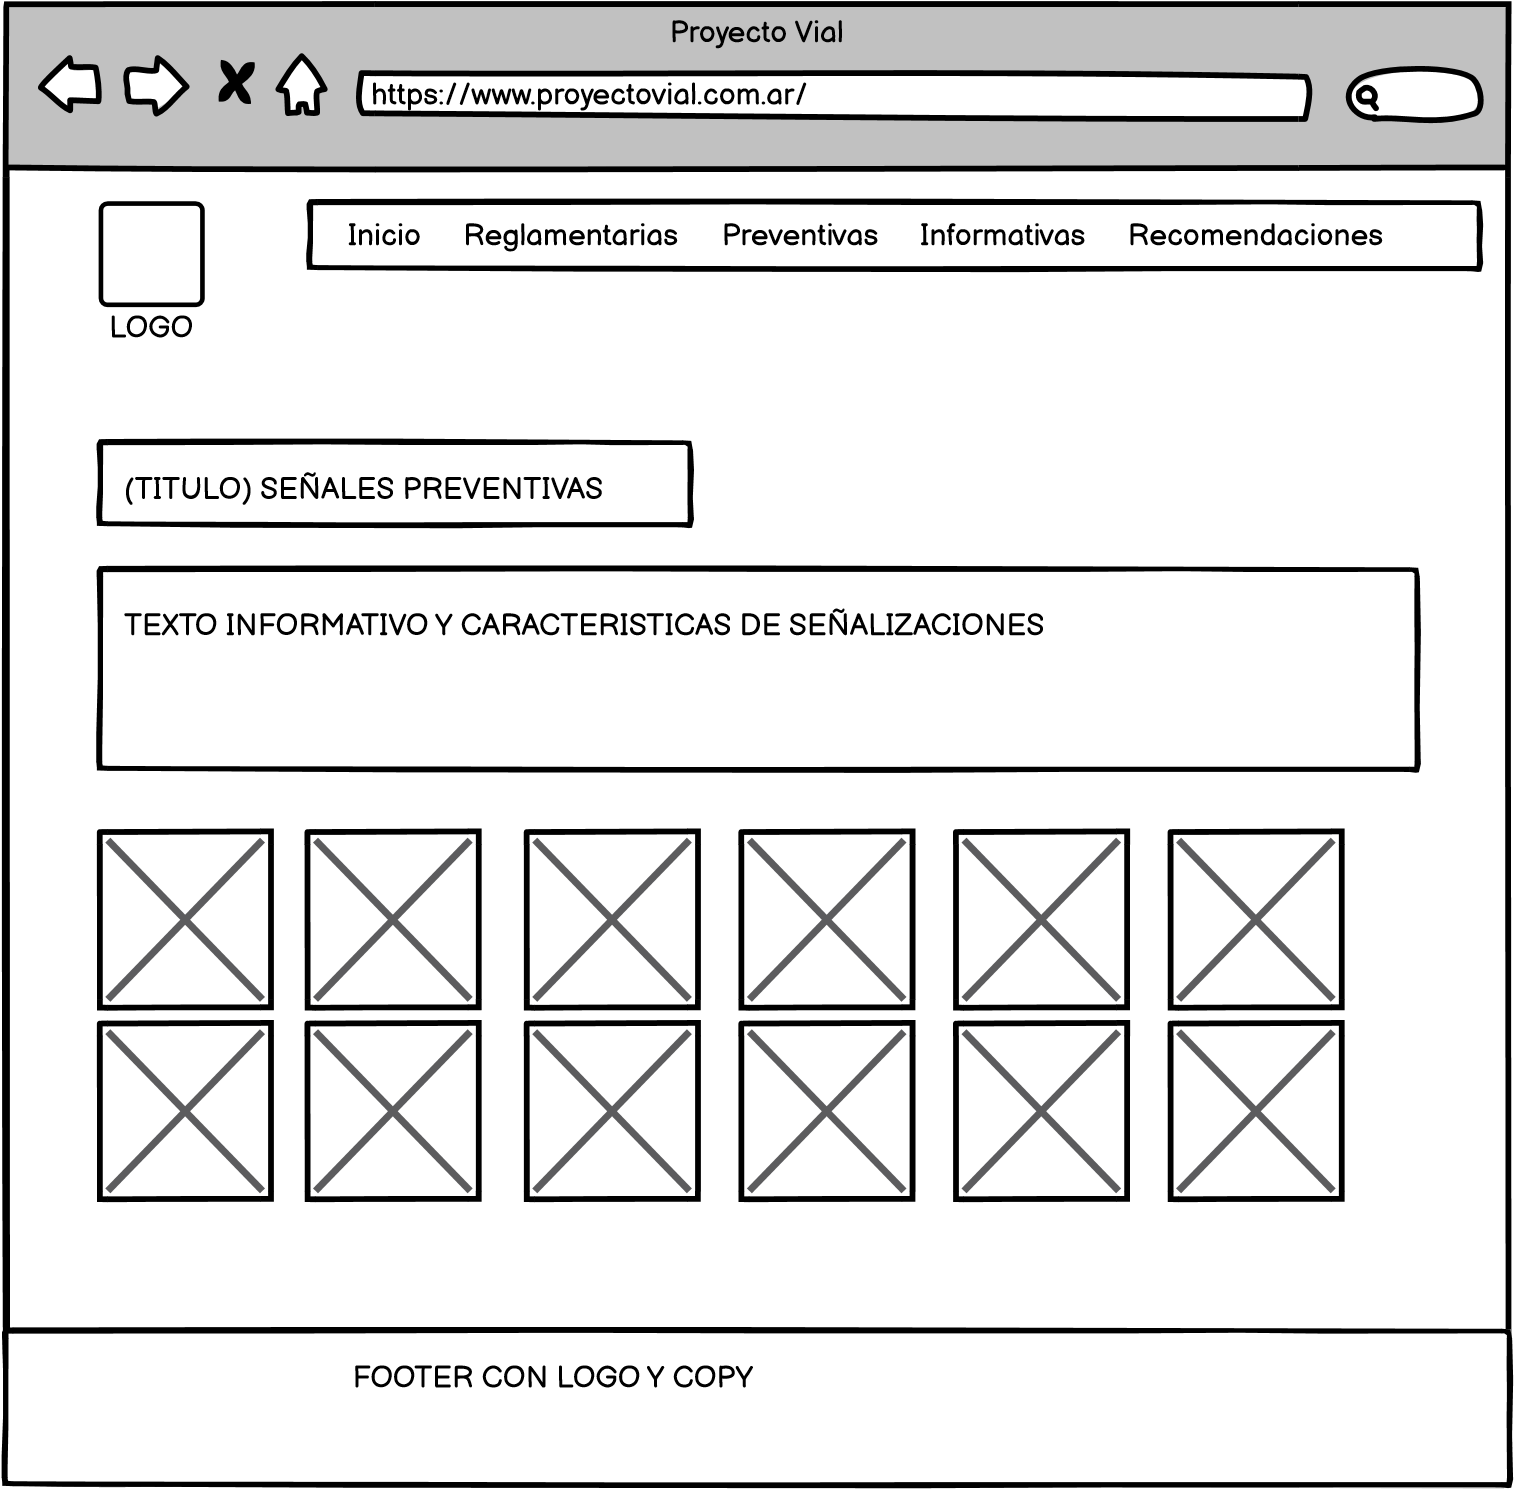 Proyecto Vial
https://www.proyectovial.com.ar/
Inicio Reglamentarias Preventivas Informativas Recomendaciones
LOGO
(TITULO) SEÑALES PREVENTIVAS
TEXTO INFORMATIVO Y CARACTERISTICAS DE SEÑALIZACIONES
FOOTER CON LOGO Y COPY